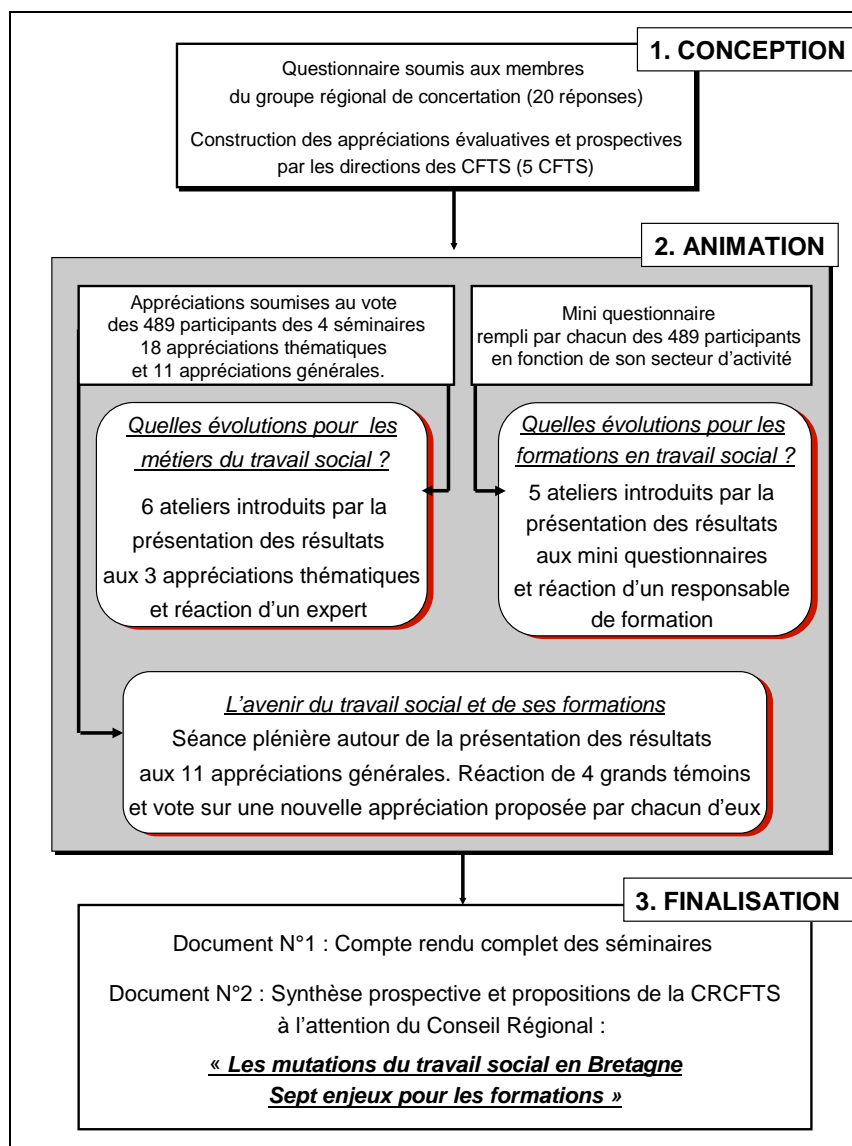 1. CONCEPTION
Questionnaire soumis aux membres
du groupe régional de concertation (20 réponses)
Construction des appréciations évaluatives et prospectives
par les directions des CFTS (5 CFTS)
2. ANIMATION
Appréciations soumises au vote
des 489 participants des 4 séminaires
18 appréciations thématiques
et 11 appréciations générales.
Mini questionnaire
rempli par chacun des 489 participants
en fonction de son secteur d'activité
Quelles évolutions pour les
métiers du travail social ?
6 ateliers introduits par la
présentation des résultats
aux 3 appréciations thématiques
et réaction d'un expert
Quelles évolutions pour les
formations en travail social ?
5 ateliers introduits par la
présentation des résultats
aux mini questionnaires
et réaction d'un responsable
de formation
L'avenir du travail social et de ses formations
Séance plénière autour de la présentation des résultats
aux 11 appréciations générales. Réaction de 4 grands témoins
et vote sur une nouvelle appréciation proposée par chacun d'eux
3. FINALISATION
Document N°1 : Compte rendu complet des séminaires
Document N°2 : Synthèse prospective et propositions de la CRCFTS
à l'attention du Conseil Régional :
« Les mutations du travail social en Bretagne
Sept enjeux pour les formations »